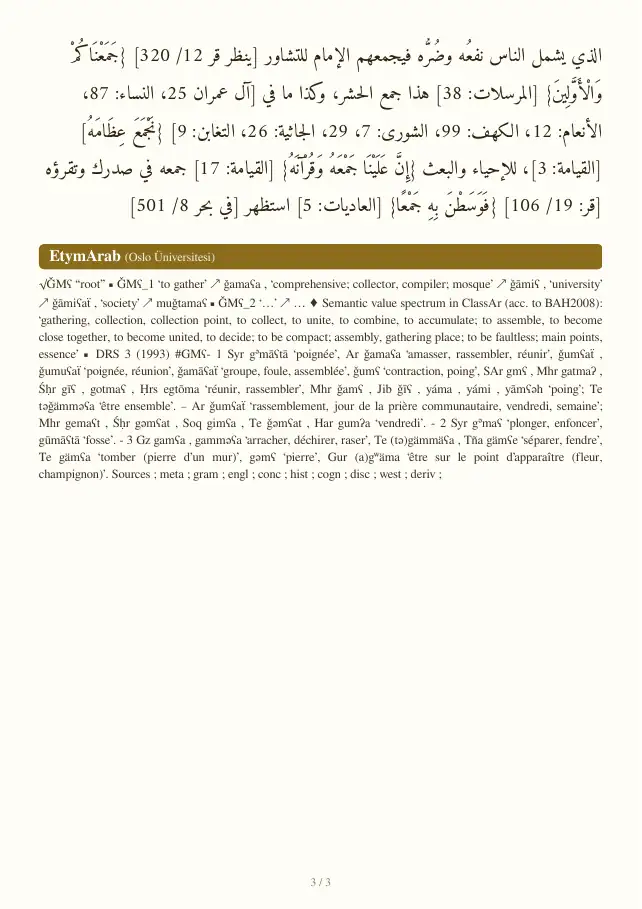 الذي يشمل الناس نفعُه وضُرُّه فيجمعهم الإمام للتشاور [ينظر قر 12/ 320] {جَمَعْنَاكُمْ
وَالْأَوَّلِينَ} [المرسلات: 38] هذا جمع الحشر، وكذا ما في [آل عمران 25، النساء: 87،
الأنعام: 12، الكهف: 99، الشورى: 7، 29، الجاثية: 26، التغابن: 9] {نَجْمَعَ عِظَامَهُ}
[القيامة: 3]، للإحياء والبعث {إِنَّ عَلَيْنَا جَمْعَهُ وَقُرْآنَهُ} [القيامة: 17] جمعه في صدرك وتقرؤه
[قر: 19/ 106] {فَوَسَطْنَ بِهِ جَمْعًا} [العاديات: 5] استظهر [في بحر 8/ 501]
EtymArab (Oslo Üniversitesi)
√ǦMʕ “root” ▪ ǦMʕ_1 ‘to gather’ ↗ ǧamaʕa , ‘comprehensive; collector, compiler; mosque’ ↗ ǧāmiʕ , ‘university’
↗ ǧāmiʕaẗ , ‘society’ ↗ muǧtamaʕ ▪ ǦMʕ_2 ‘…’ ↗ … ♦ Semantic value spectrum in ClassAr (acc. to BAH2008):
‘gathering, collection, collection point, to collect, to unite, to combine, to accumulate; to assemble, to become
close together, to become united, to decide; to be compact; assembly, gathering place; to be faultless; main points,
essence’ ▪ DRS 3 (1993) #GMʕ- 1 Syr gᵊmāʕtā ‘poignée’, Ar ǧamaʕa ‘amasser, rassembler, réunir’, ǧumʕaẗ ,
ǧumuʕaẗ ‘poignée, réunion’, ǧamāʕaẗ ‘groupe, foule, assemblée’, ǧumʕ ‘contraction, poing’, SAr gmʕ , Mhr gatmaʔ ,
Śḥr gīʕ , gotmaʕ , Ḥrs egtōma ‘réunir, rassembler’, Mhr ǧamʕ , Jib ǧīʕ , yáma , yámi , yāmʕəh ‘poing’; Te
təǧämməʕa ‘être ensemble’. – Ar ǧumʕaẗ ‘rassemblement, jour de la prière communautaire, vendredi, semaine’;
Mhr gemaʕt , Śḥr gəmʕat , Soq gimʕa , Te ǧəmʕat , Har gumʔa ‘vendredi’. - 2 Syr gᵊmaʕ ‘plonger, enfoncer’,
gūmāʕtā ‘fosse’. - 3 Gz gamʕa , gamməʕa ‘arracher, déchirer, raser’, Te (tə)gämmäʕa , Tña gämʕe ‘séparer, fendre’,
Te gämʕa ‘tomber (pierre d’un mur)’, gəmʕ ‘pierre’, Gur (a)gʷäma ‘être sur le point d’apparaître (fleur,
champignon)’. Sources ; meta ; gram ; engl ; conc ; hist ; cogn ; disc ; west ; deriv ;
3 / 3